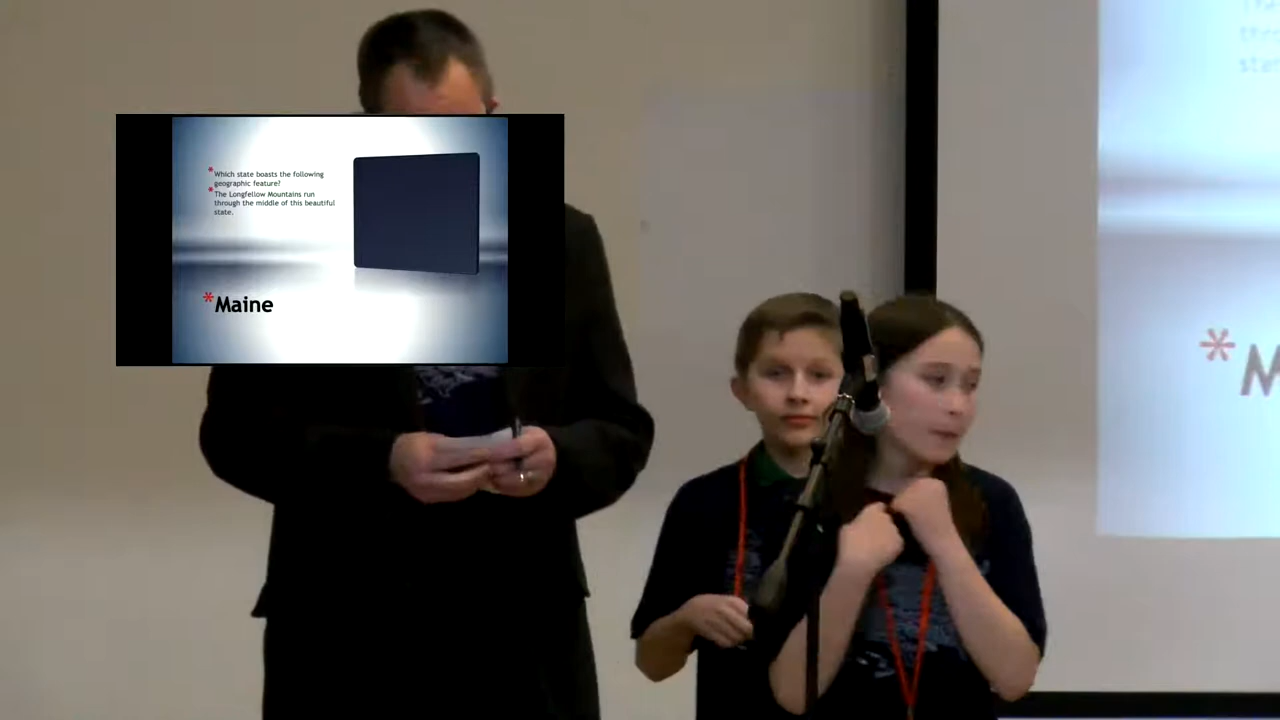 *Which state boasts the following
geographic feature?
*The Longfellow Mountains run
through the middle of this beautiful
state.
*Maine
*M